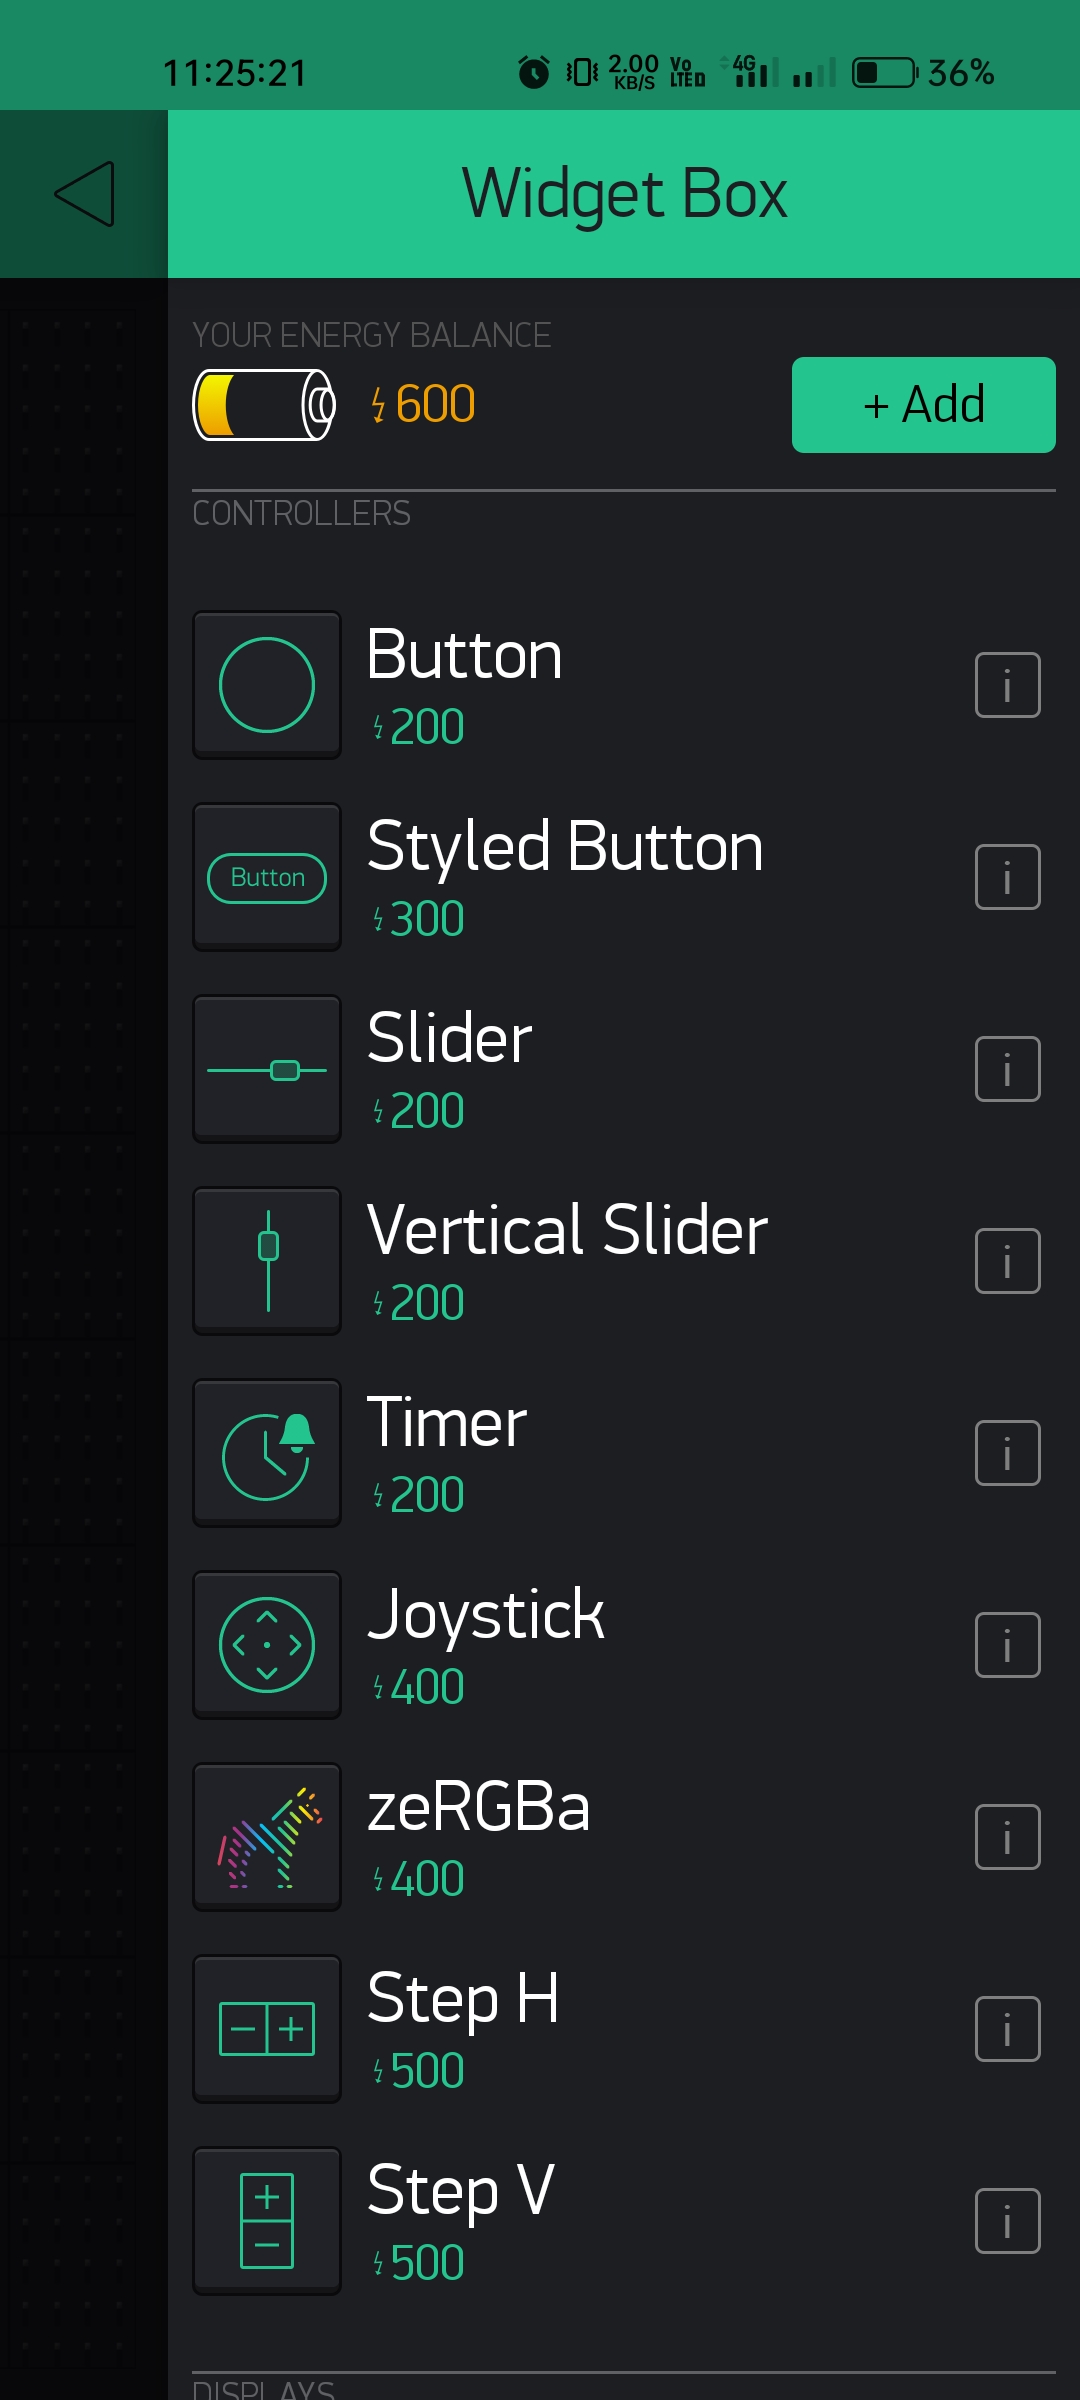 11:25:21
2.00
KB/S
Vo
LTE
4G
36%
Widget Box
YOUR ENERGY BALANCE
600
+ Add
CONTROLLERS
Button
200
i
Button
Styled Button
300
i
Slider
200
i
Vertical Slider
200
i
Timer
200
i
Joystick
400
i
zeRGBa
400
i
Step H
500
i
Step V
500
i
DISPLAYS